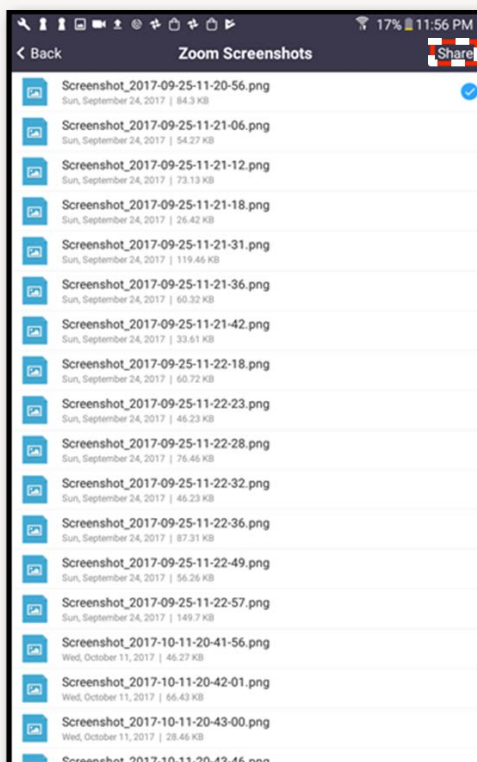 17% 11:56 PM
Back Zoom Screenshots Share
Screenshot_2017-09-25-11-20-56.png
Sun, September 24, 2017 | 84.3 KB
Screenshot_2017-09-25-11-21-06.png
Sun, September 24, 2017 | 54.27 KB
Screenshot_2017-09-25-11-21-12.png
Sun, September 24, 2017 | 73.13 KB
Screenshot_2017-09-25-11-21-18.png
Sun, September 24, 2017 | 26.42 KB
Screenshot_2017-09-25-11-21-31.png
Sun, September 24, 2017 | 119.46 KB
Screenshot_2017-09-25-11-21-36.png
Sun, September 24, 2017 | 60.32 KB
Screenshot_2017-09-25-11-21-42.png
Sun, September 24, 2017 | 33.61 KB
Screenshot_2017-09-25-11-22-18.png
Sun, September 24, 2017 | 60.72 KB
Screenshot_2017-09-25-11-22-23.png
Sun, September 24, 2017 | 46.23 KB
Screenshot_2017-09-25-11-22-28.png
Sun, September 24, 2017 | 76.46 KB
Screenshot_2017-09-25-11-22-32.png
Sun, September 24, 2017 | 46.23 KB
Screenshot_2017-09-25-11-22-36.png
Sun, September 24, 2017 | 87.31 KB
Screenshot_2017-09-25-11-22-49.png
Sun, September 24, 2017 | 56.26 KB
Screenshot_2017-09-25-11-22-57.png
Sun, September 24, 2017 | 149.7 KB
Screenshot_2017-10-11-20-41-56.png
Wed, October 11, 2017 | 46.27 KB
Screenshot_2017-10-11-20-42-01.png
Wed, October 11, 2017 | 66.43 KB
Screenshot_2017-10-11-20-43-00.png
Wed, October 11, 2017 | 28.46 KB
Screenshot_2017-10-11-20-43-46.png